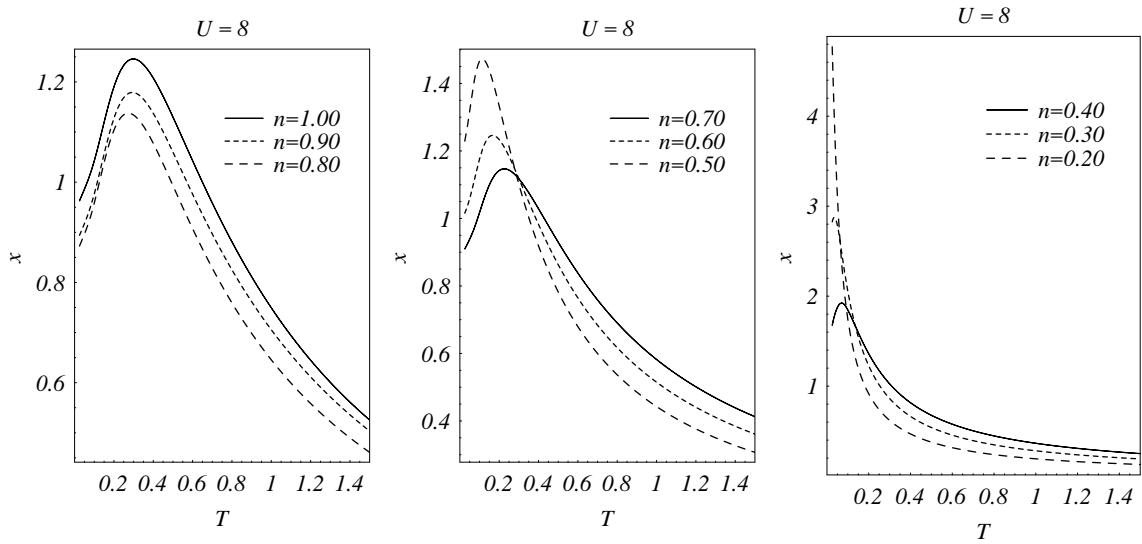 U = 8
n=1.00
n=0.90
n=0.80
1.2
1
0.8
0.6
x
0.2 0.4 0.6 0.8 1 1.2 1.4
T
U = 8
n=0.70
n=0.60
n=0.50
1.4
1.2
1
0.8
0.6
0.4
x
0.2 0.4 0.6 0.8 1 1.2 1.4
T
U = 8
n=0.40
n=0.30
n=0.20
4
3
2
1
x
0.2 0.4 0.6 0.8 1 1.2 1.4
T